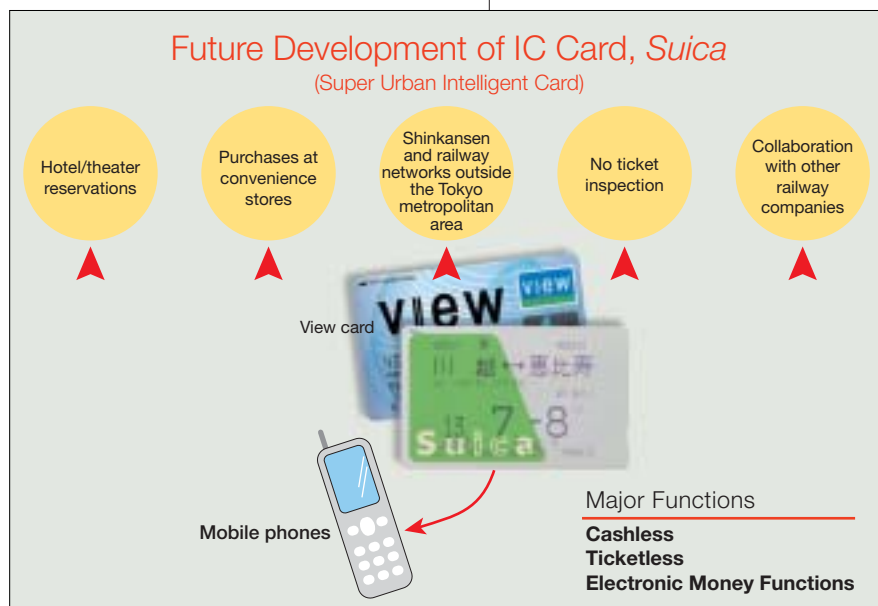 Future Development of IC Card, Suica
(Super Urban Intelligent Card)
Hotel/theater
reservations
Purchases at
convenience
stores
Shinkansen
and railway
networks outside
the Tokyo
metropolitan
area
No ticket
inspection
Collaboration
with other
railway
companies
View card
VIEW
VIEW
川 越↔恵比寿
13 7-8
Suica
Mobile phones
Major Functions
Cashless
Ticketless
Electronic Money Functions